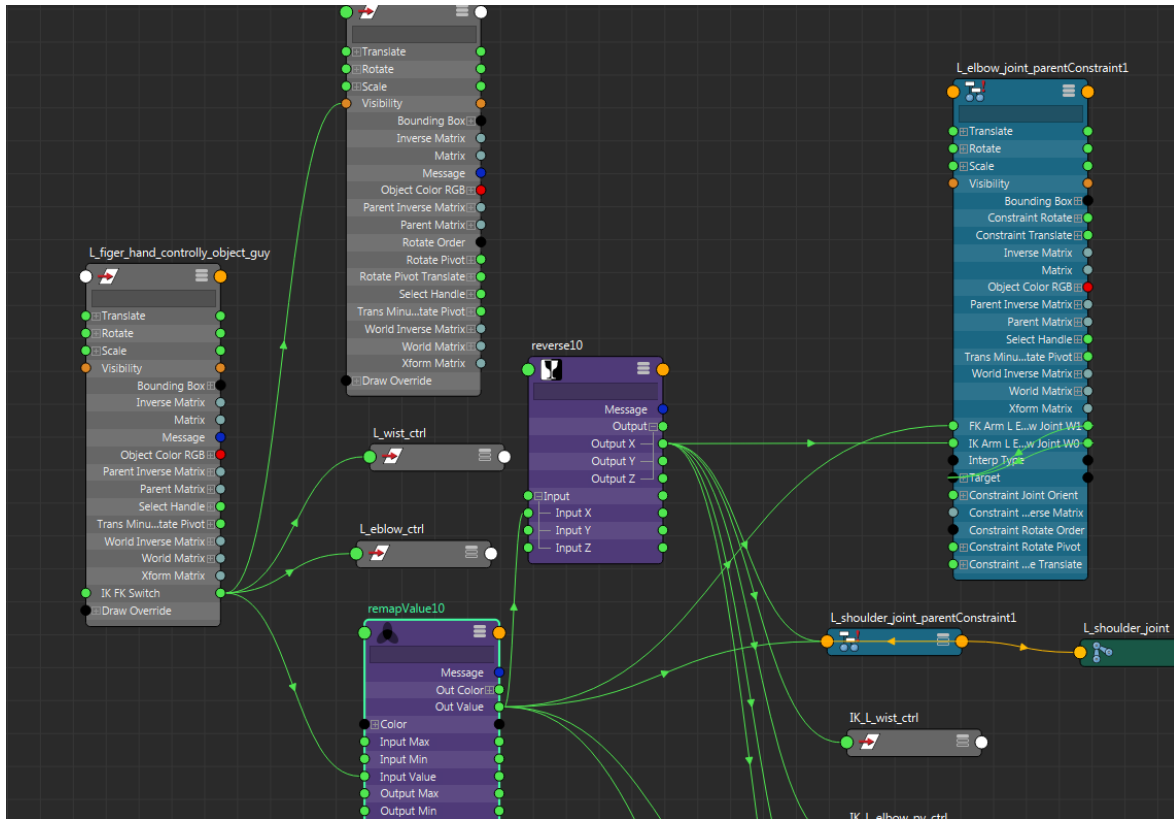 Translate
Rotate
Scale
Visibility
Bounding Box
Inverse Matrix
Matrix
Message
Object Color RGB
Parent Inverse Matrix
Parent Matrix
Rotate Order
Rotate Pivot
Rotate Pivot Translate
Select Handle
Trans Minu...tate Pivot
World Inverse Matrix
World Matrix
Xform Matrix
Draw Override
L_figer_hand_controlly_object_guy
Translate
Rotate
Scale
Visibility
Bounding Box
Inverse Matrix
Matrix
Message
Object Color RGB
Parent Inverse Matrix
Parent Matrix
Select Handle
Trans Minu...tate Pivot
World Inverse Matrix
World Matrix
Xform Matrix
IK FK Switch
Draw Override
L_wist_ctrl
L_eblow_ctrl
remapValue10
Message
Out Color
Out Value
Color
Input Max
Input Min
Input Value
Output Max
Output Min
reverse10
Message
Output
Output X
Output Y
Output Z
Input
Input X
Input Y
Input Z
L_elbow_joint_parentConstraint1
Translate
Rotate
Scale
Visibility
Bounding Box
Constraint Rotate
Constraint Translate
Inverse Matrix
Matrix
Object Color RGB
Parent Inverse Matrix
Parent Matrix
Select Handle
Trans Minu...tate Pivot
World Inverse Matrix
World Matrix
Xform Matrix
FK Arm L E...w Joint W1
IK Arm L E...w Joint W0
Interp Type
Target
Constraint Joint Orient
Constraint ...erse Matrix
Constraint Rotate Order
Constraint Rotate Pivot
Constraint ...e Translate
L_shoulder_joint_parentConstraint1
L_shoulder_joint
IK_L_wist_ctrl
IK_L_elbow_pv_ctrl